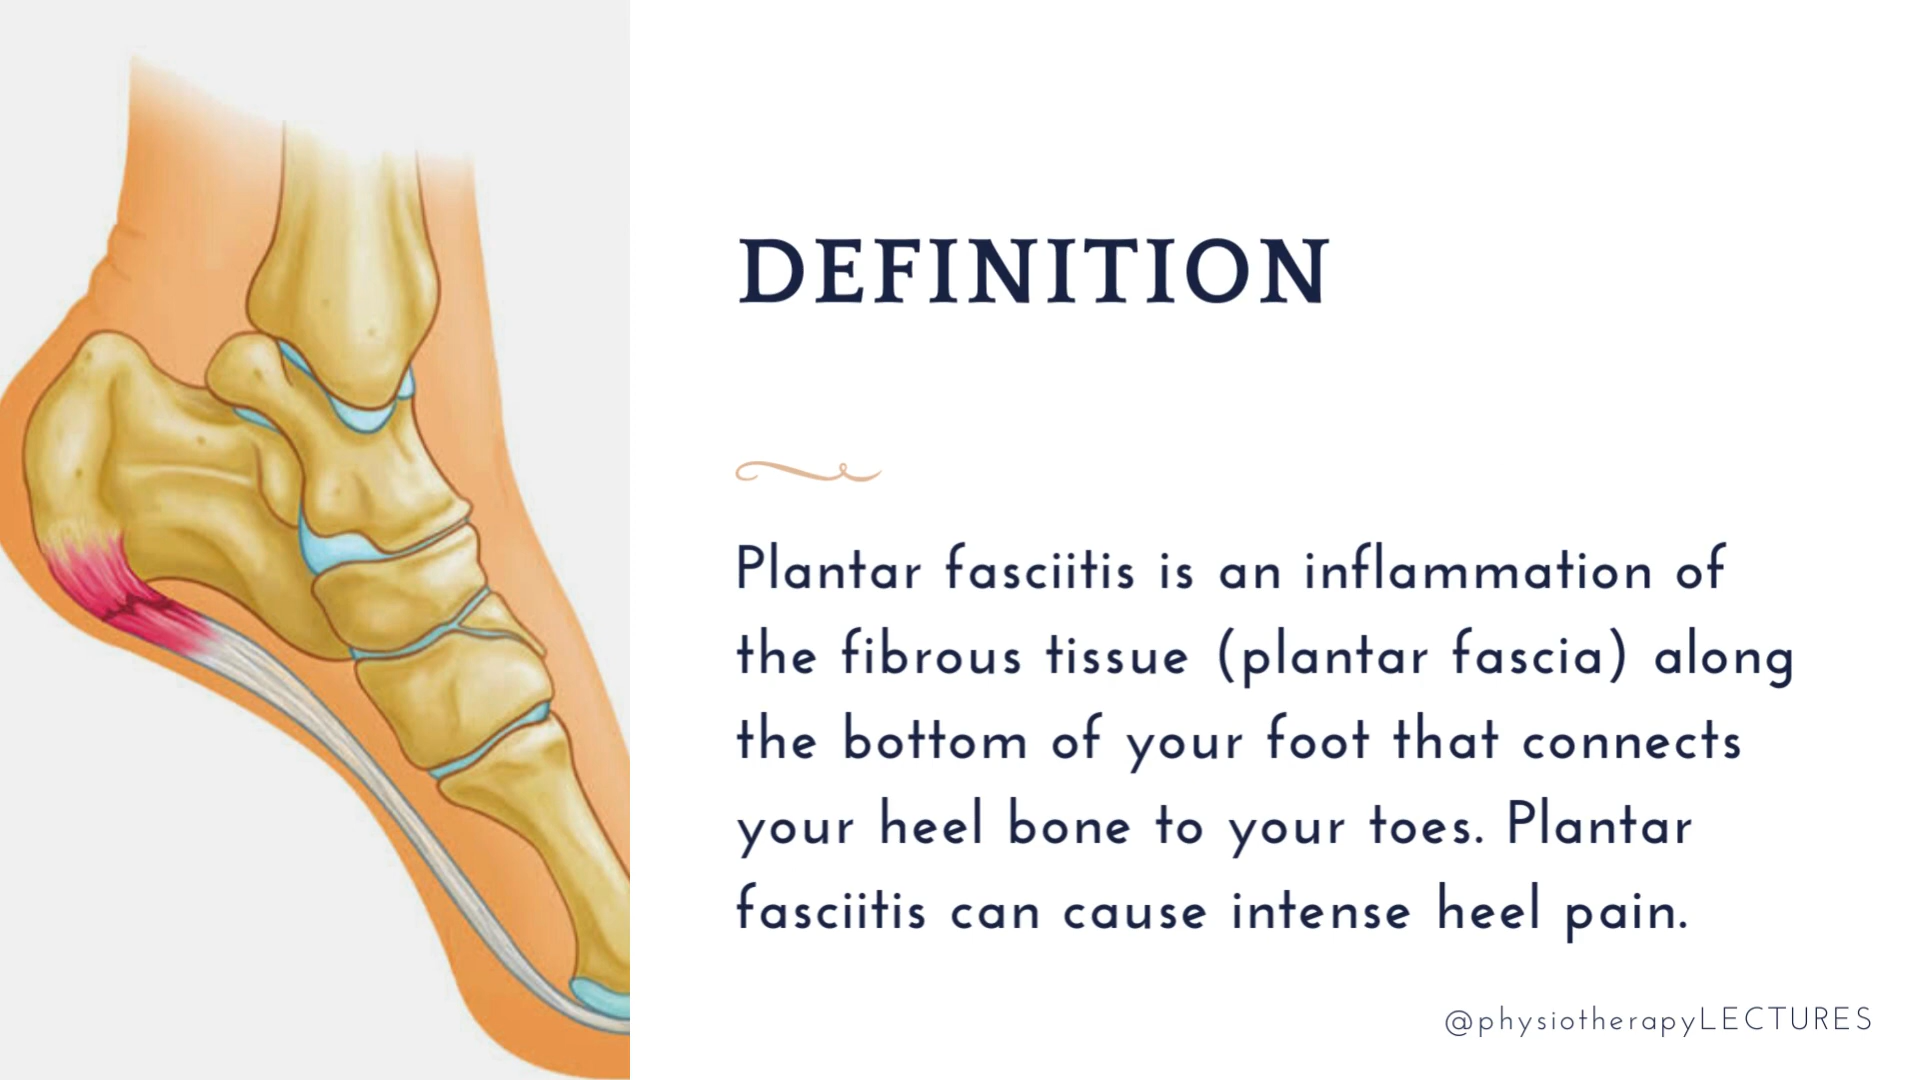 DEFINITION
Plantar fasciitis is an inflammation of
the fibrous tissue (plantar fascia) along
the bottom of your foot that connects
your heel bone to your toes. Plantar
fasciitis can cause intense heel pain.
@physiotherapyLECTURES